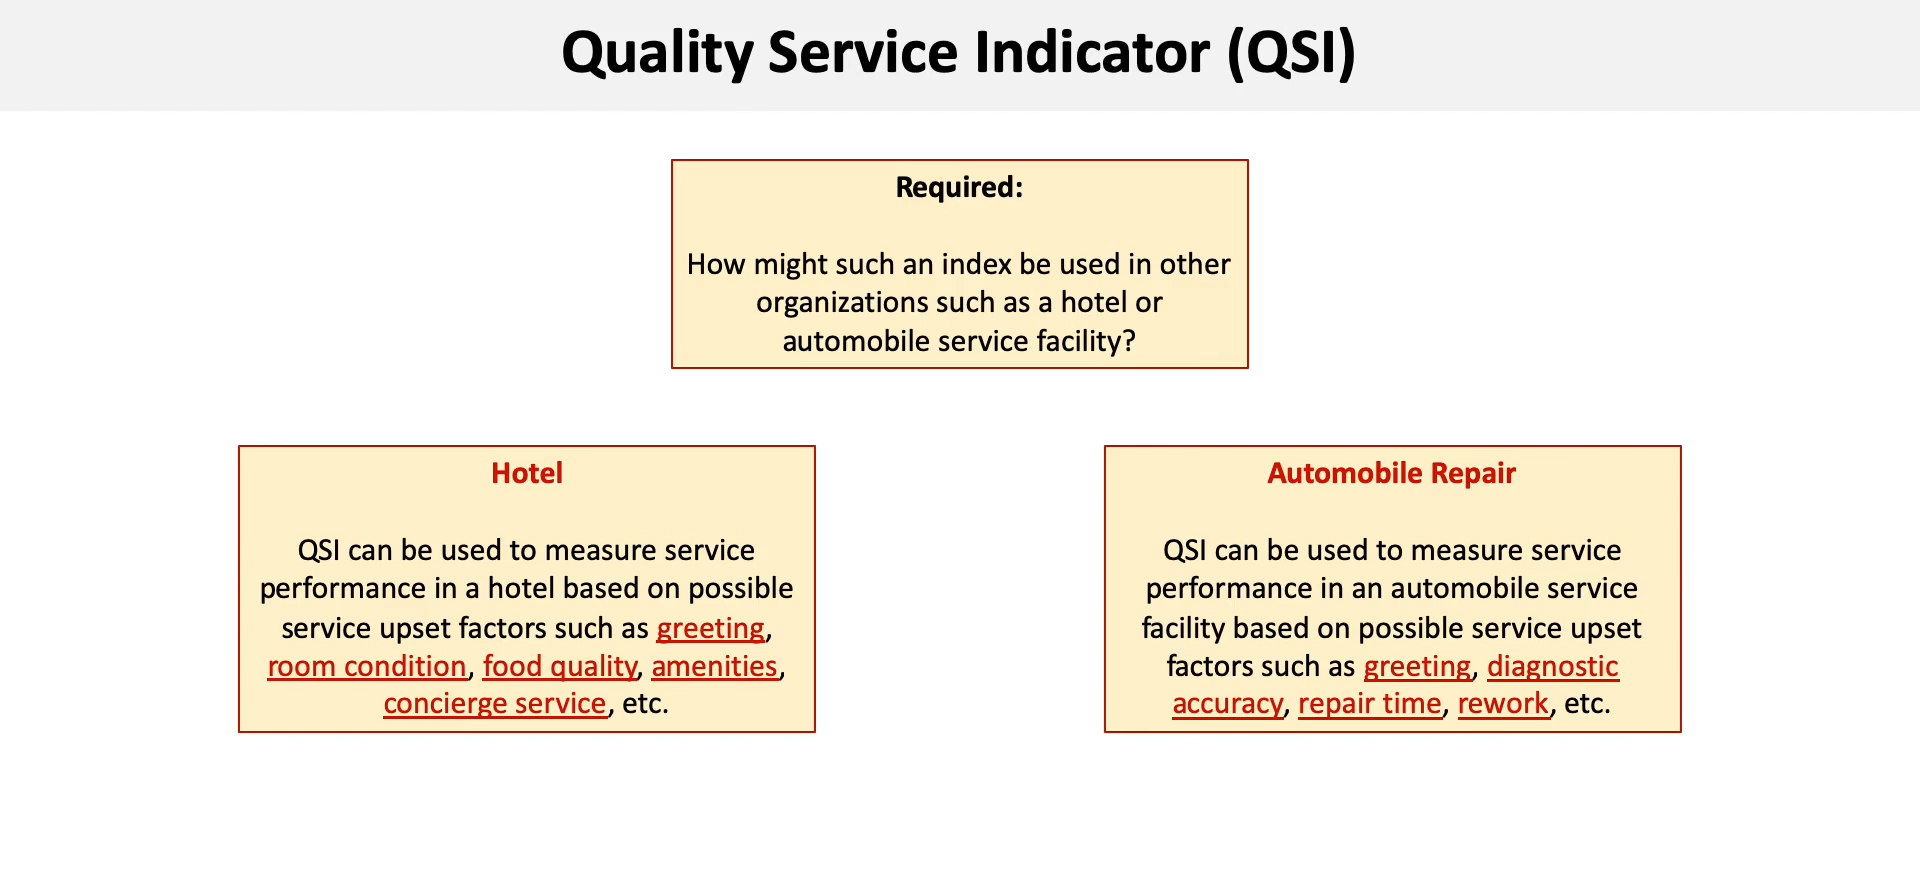 Quality Service Indicator (QSI)
Required:
How might such an index be used in other
organizations such as a hotel or
automobile service facility?
Hotel
QSI can be used to measure service
performance in a hotel based on possible
service upset factors such as greeting,
room condition, food quality, amenities,
concierge service, etc.
Automobile Repair
QSI can be used to measure service
performance in an automobile service
facility based on possible service upset
factors such as greeting, diagnostic
accuracy, repair time, rework, etc.